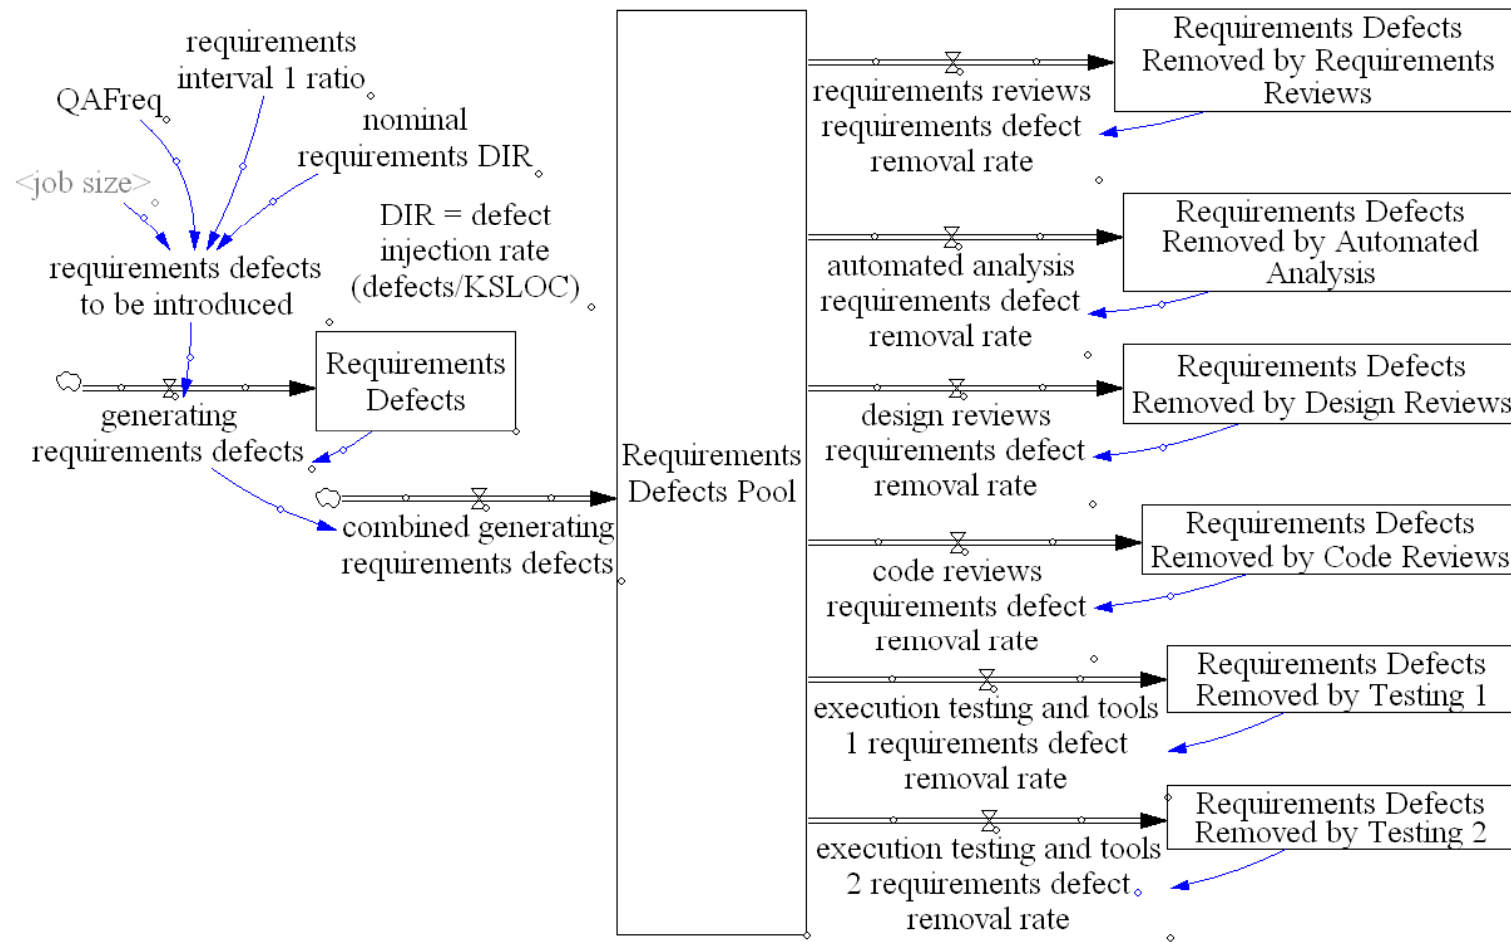 requirements
interval 1 ratio
QAFreq
nominal
requirements DIR
<job size>
DIR = defect
injection rate
(defects/KSLOC)
requirements defects
to be introduced
Requirements
Defects
generating
requirements defects
combined generating
requirements defects
Requirements
Defects Pool
requirements reviews
requirements defect
removal rate
Requirements Defects
Removed by Requirements
Reviews
automated analysis
requirements defect
removal rate
Requirements Defects
Removed by Automated
Analysis
design reviews
requirements defect
removal rate
Requirements Defects
Removed by Design Reviews
code reviews
requirements defect
removal rate
Requirements Defects
Removed by Code Reviews
execution testing and tools
1 requirements defect
removal rate
Requirements Defects
Removed by Testing 1
execution testing and tools
2 requirements defect
removal rate
Requirements Defects
Removed by Testing 2